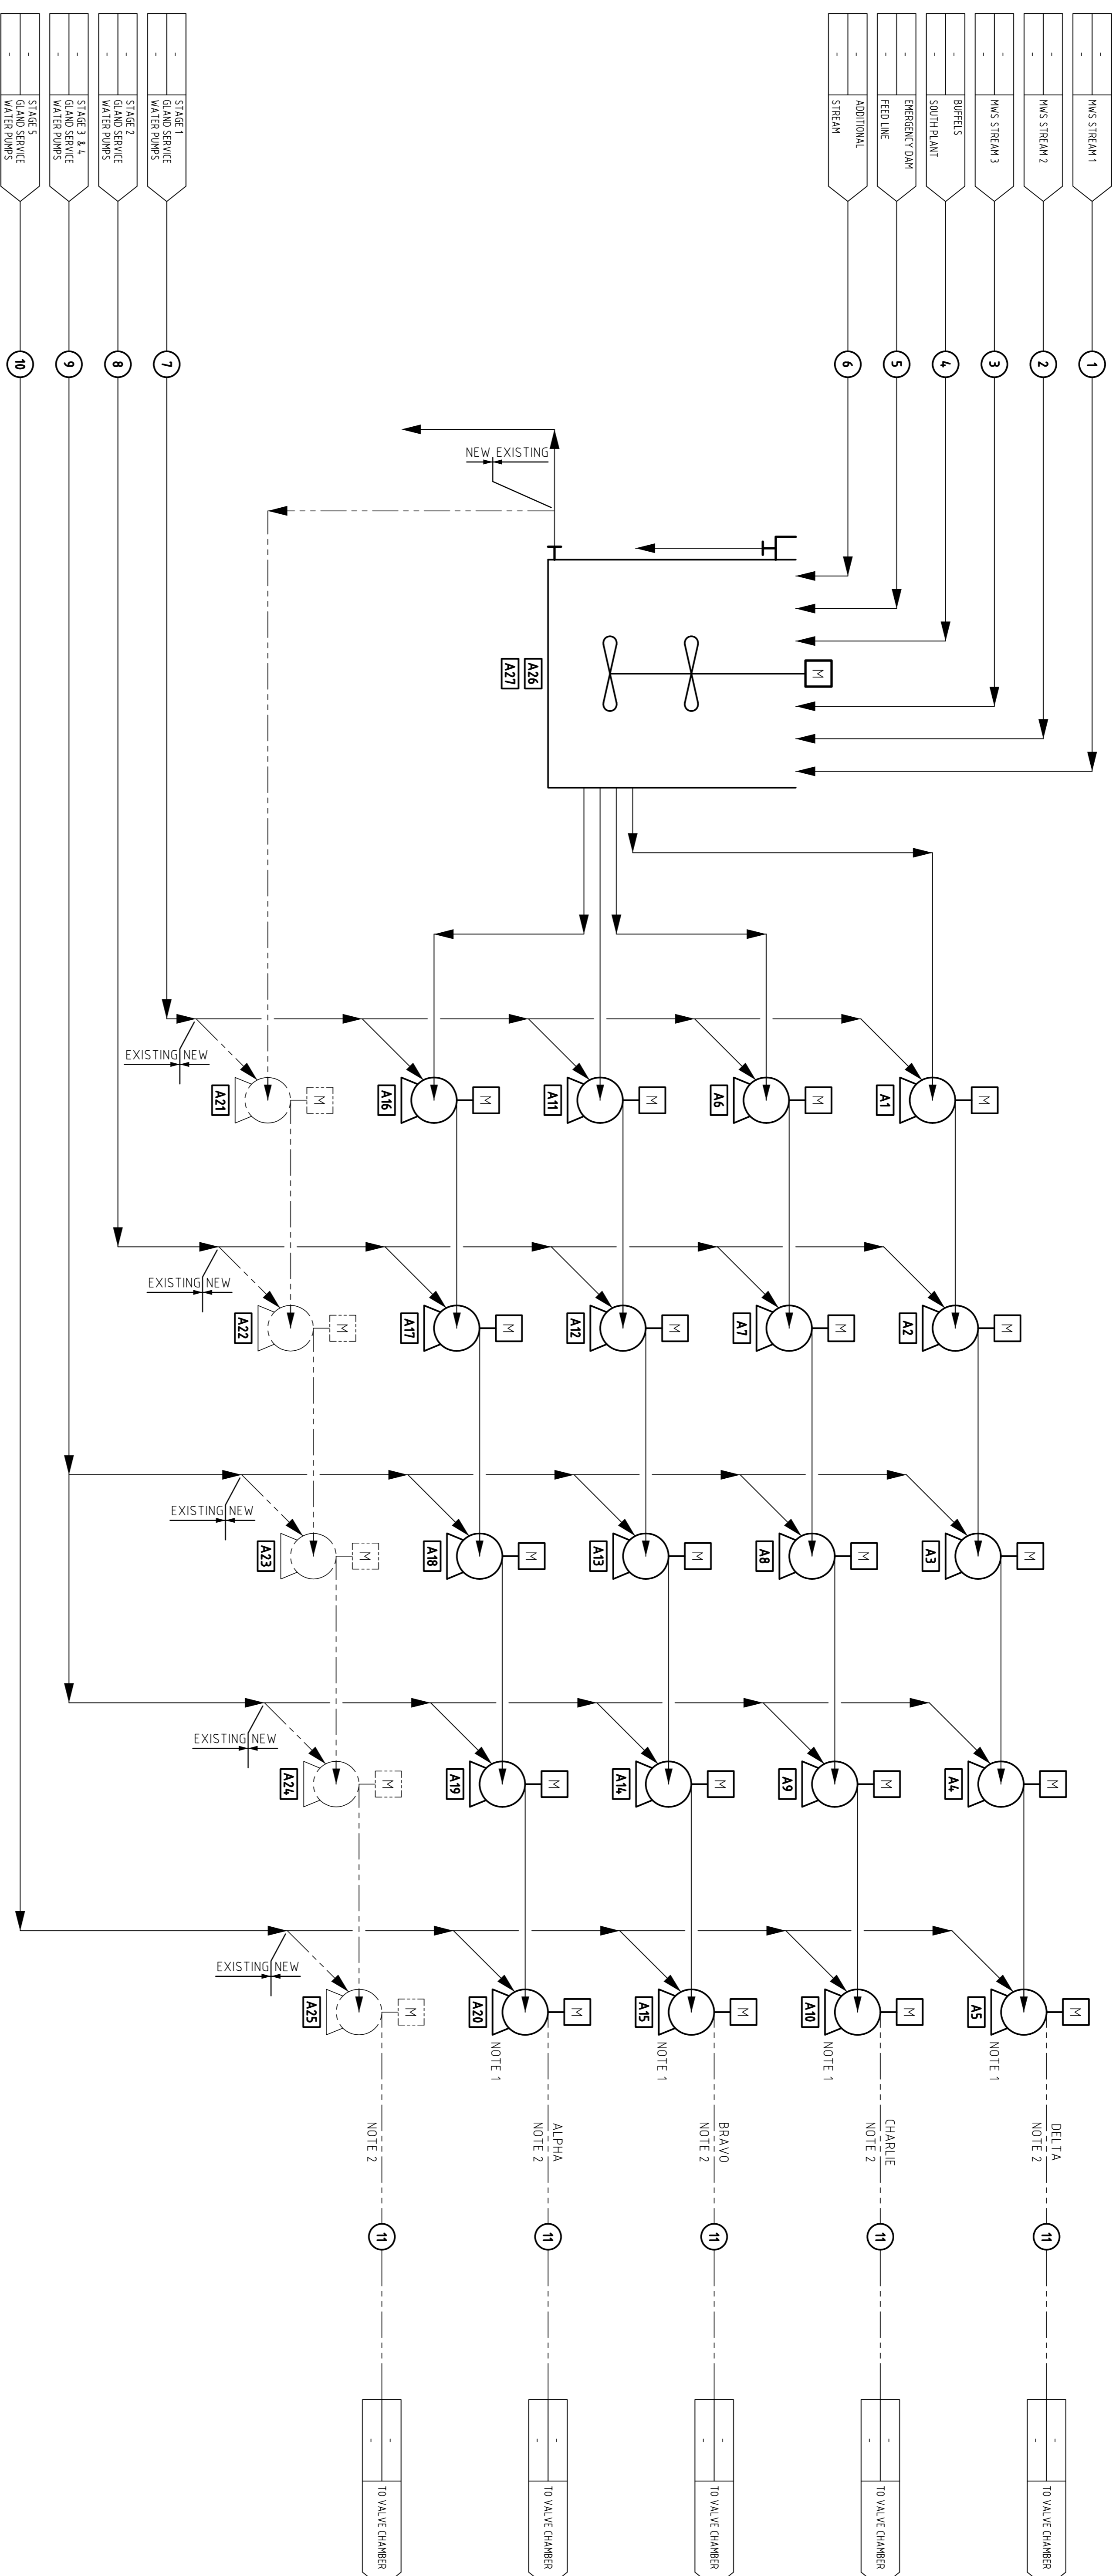 -
-
MWS STREAM 1
1
-
-
MWS STREAM 2
2
-
-
MWS STREAM 3
3
-
-
BUFFELS
SOUTH PLANT
4
-
-
EMERGENCY DAM
FEED LINE
5
-
-
ADDITIONAL
STREAM
6
M
A26
A27
NEW EXISTING
M
A1
M
A2
M
A3
M
A4
M
A5
NOTE 1
DELTA
NOTE 2
11
-
-
TO VALVE CHAMBER
M
A6
M
A7
M
A8
M
A9
M
A10
NOTE 1
CHARLIE
NOTE 2
11
-
-
TO VALVE CHAMBER
M
A11
M
A12
M
A13
M
A14
M
A15
NOTE 1
BRAVO
NOTE 2
11
-
-
TO VALVE CHAMBER
M
A16
M
A17
M
A18
M
A19
M
A20
NOTE 1
ALPHA
NOTE 2
11
-
-
TO VALVE CHAMBER
M
A21
M
A22
M
A23
M
A24
M
A25
NOTE 2
11
-
-
TO VALVE CHAMBER
EXISTING NEW
EXISTING NEW
EXISTING NEW
EXISTING NEW
EXISTING NEW
-
-
STAGE 1
GLAND SERVICE
WATER PUMPS
7
-
-
STAGE 2
GLAND SERVICE
WATER PUMPS
8
-
-
STAGE 3 & 4
GLAND SERVICE
WATER PUMPS
9
-
-
STAGE 5
GLAND SERVICE
WATER PUMPS
10